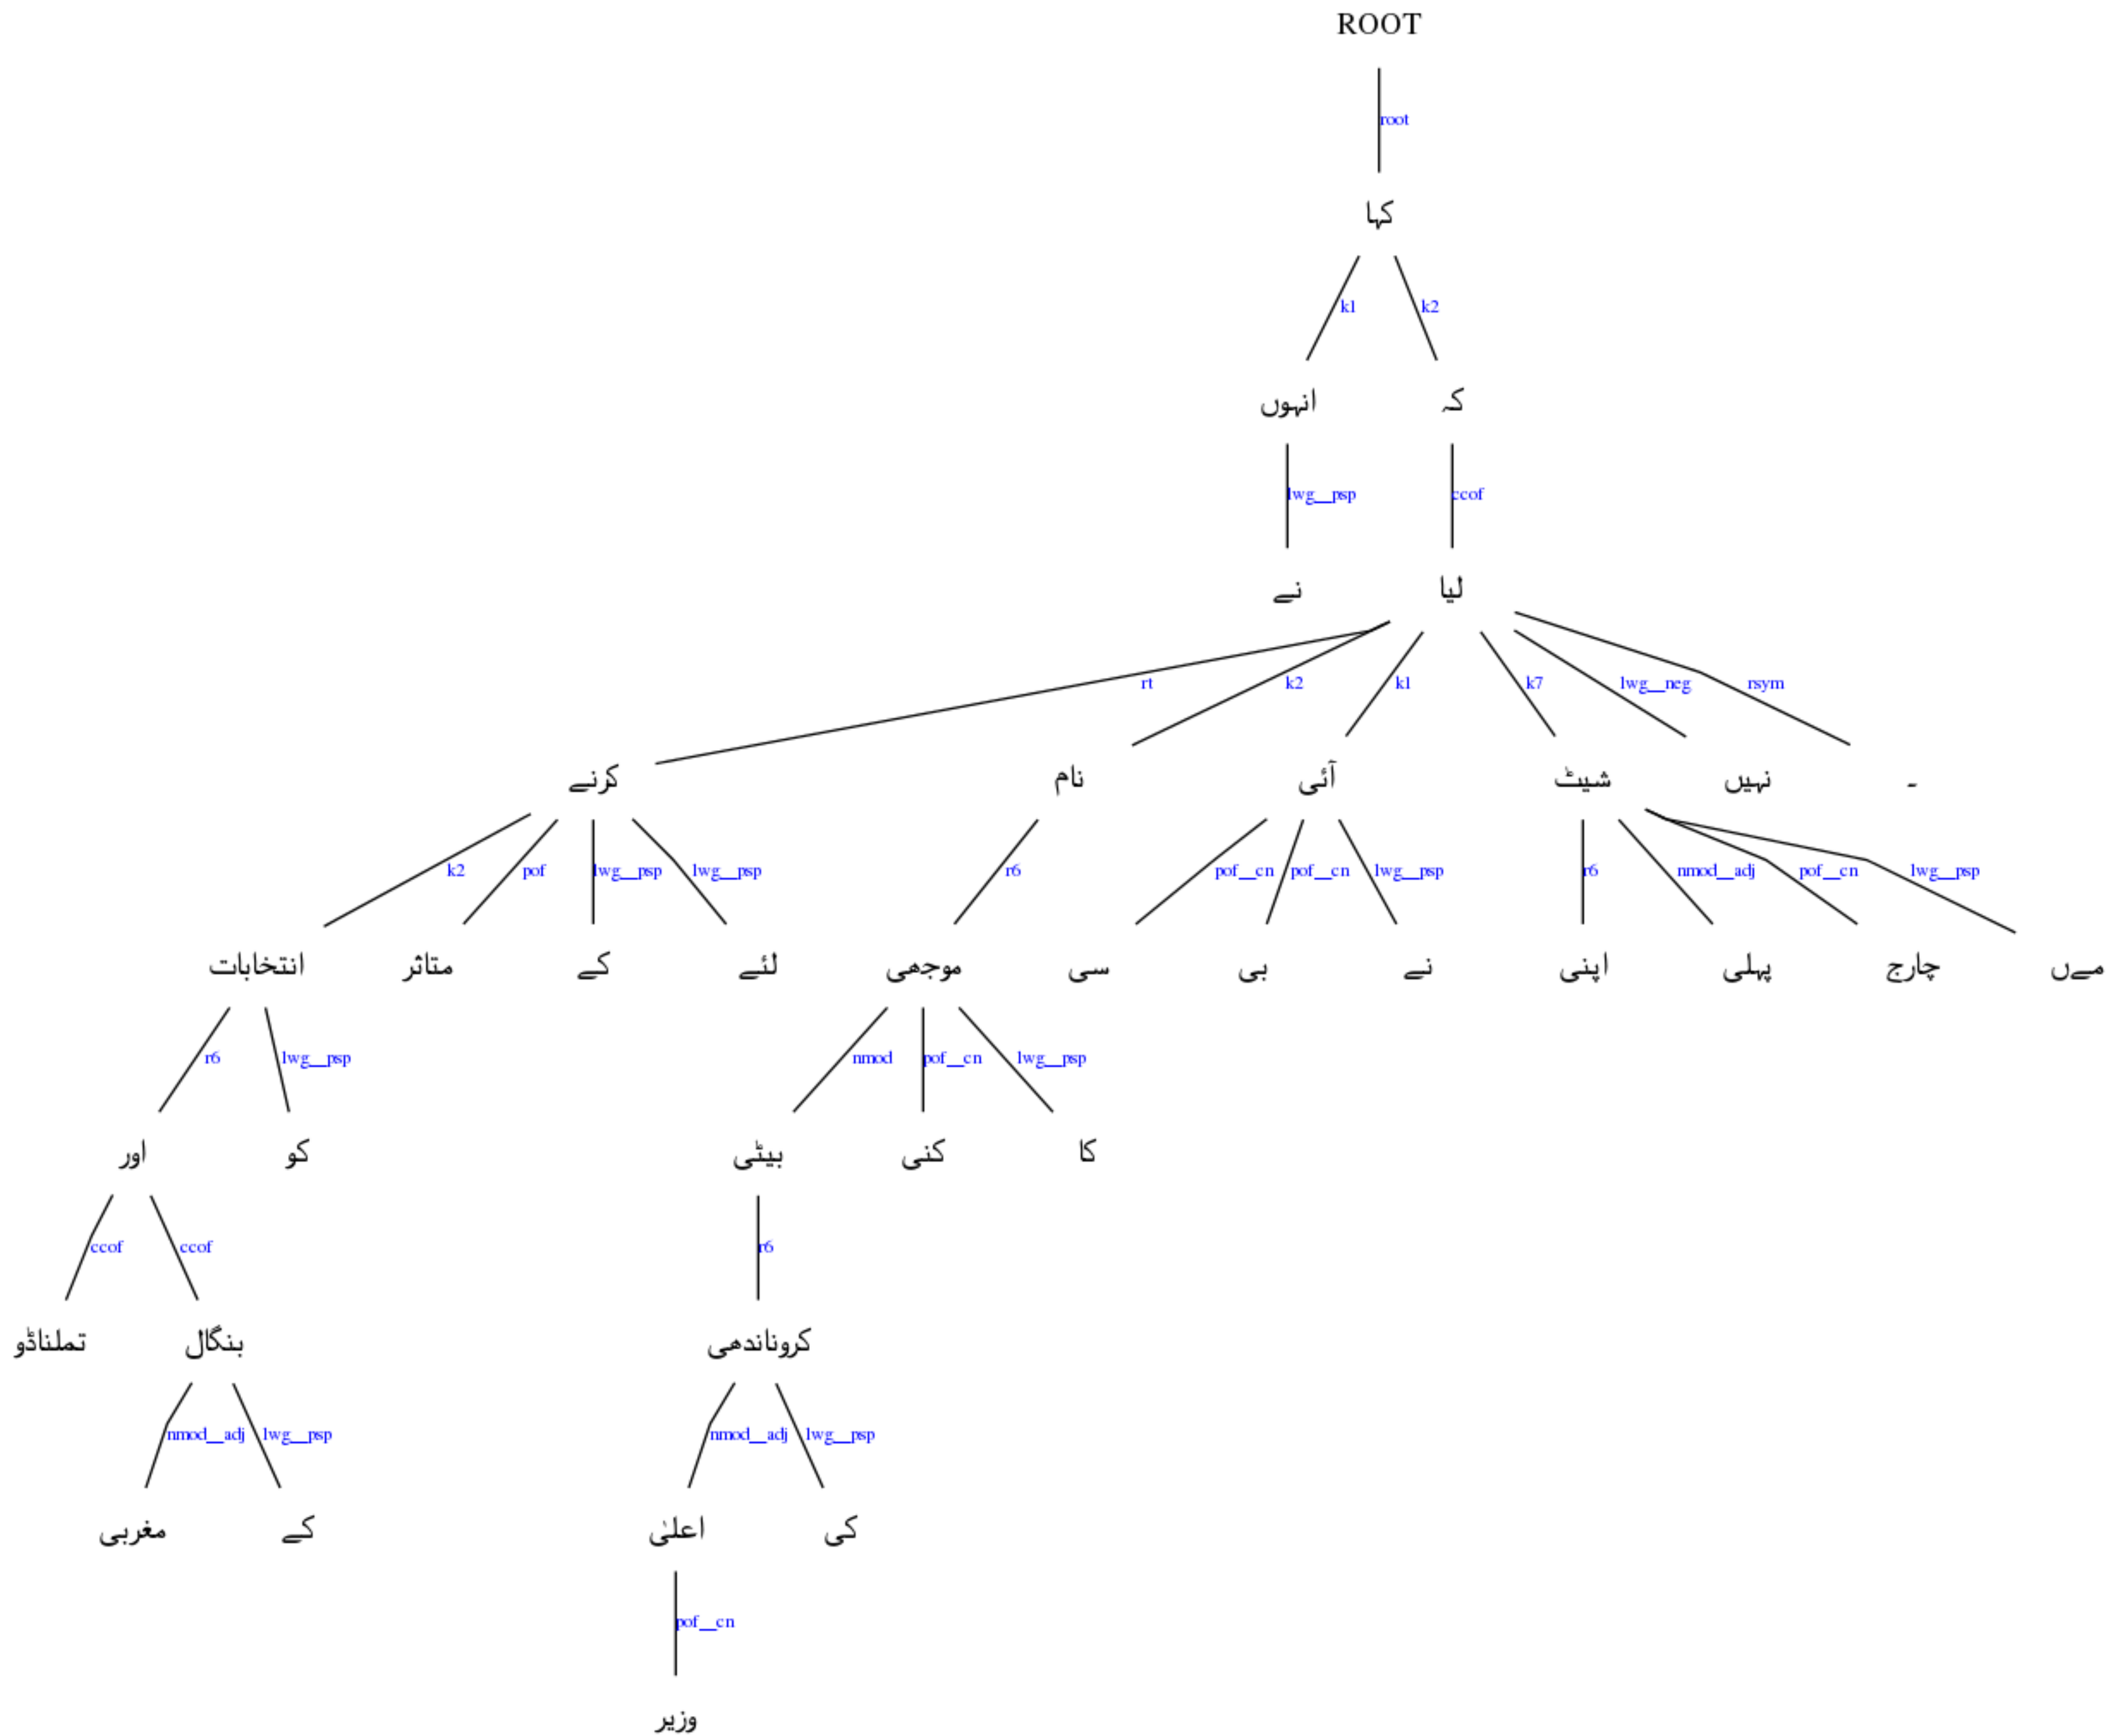 ROOT
root
کہا
k1 k2
انہوں کہ
lwg__psp ccof
نے لیا
rt k2 k1 k7 lwg__neg rsym
کرنے نام آئی شیٹ نہیں ۔
k2 pof lwg__psp lwg__psp r6 pof__cn pof__cn lwg__psp r6 nmod__adj pof__cn lwg__psp
انتخابات متاثر کے لئے موجھی سی بی نے اپنی پہلی چارج مےں
r6 lwg__psp nmod pof__cn lwg__psp
اور کو بیٹی کنی کا
ccof ccof r6
تملناڈو بنگال کروناندھی
nmod__adj lwg__psp nmod__adj lwg__psp
مغربی کے اعلیٰ کی
pof__cn
وزیر